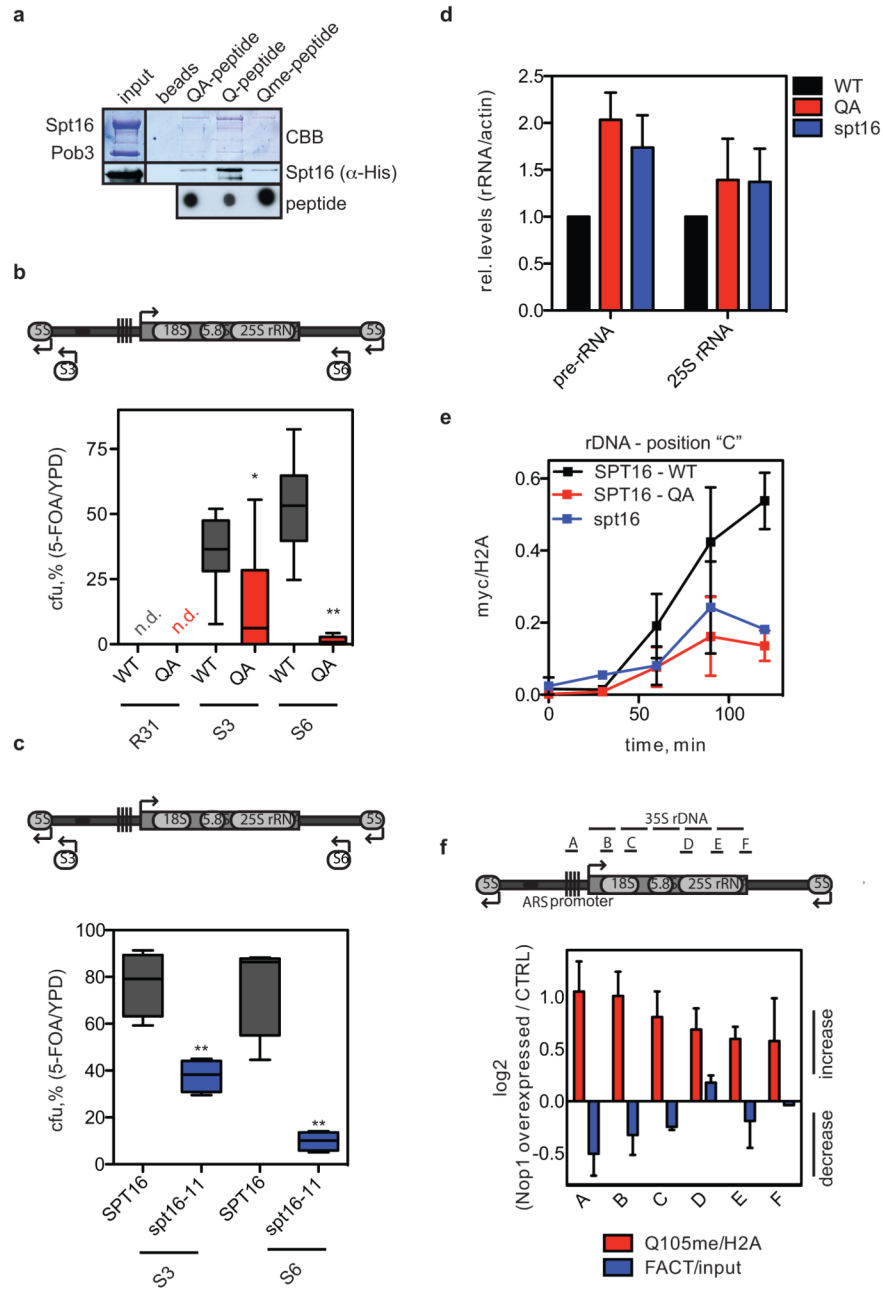 a
input
beads
QA-peptide
Q-peptide
Qme-peptide
Spt16
Pob3
CBB
Spt16 (α-His)
peptide
b
5S
S3
18S
5.8S
25S rRNA
S6
5S
cfu,% (5-FOA/YPD)
75
50
25
0
n.d.
n.d.
*
**
WT
QA
WT
QA
WT
QA
R31
S3
S6
c
5S
S3
18S
5.8S
25S rRNA
S6
5S
cfu,% (5-FOA/YPD)
100
80
60
40
20
0
**
**
SPT16
spt16-11
SPT16
spt16-11
S3
S6
d
rel. levels (rRNA/actin)
2.5
2.0
1.5
1.0
0.5
0.0
pre-rRNA
25S rRNA
WT
QA
spt16
e
rDNA - position "C"
myc/H2A
0.6
0.4
0.2
0.0
SPT16 - WT
SPT16 - QA
spt16
50
100
time, min
f
35S rDNA
A
B
C
D
E
F
5S
18S
5.8S
25S rRNA
5S
ARS promoter
log2
(Nop1 overexpressed / CTRL)
1.0
0.5
0.0
-0.5
increase
decrease
A
B
C
D
E
F
Q105me/H2A
FACT/input